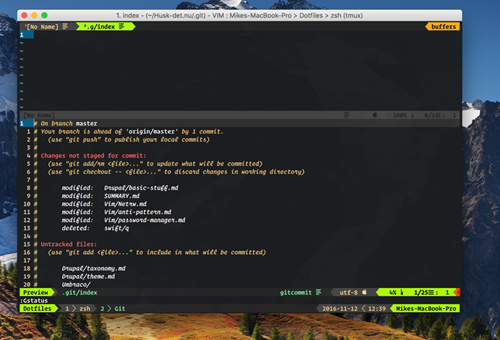 1. index - (~/Husk-det.nu/.git) - VIM : Mikes-MacBook-Pro > Dotfiles > zsh (tmux)
[No Name] *.g/index buffers
1
[No Name] 100% 0/1 1
1 # On branch master
1 # Your branch is ahead of 'origin/master' by 1 commit.
2 #   (use "git push" to publish your local commits)
3 #
4 # Changes not staged for commit:
5 #   (use "git add/rm <file>..." to update what will be committed)
6 #   (use "git checkout -- <file>..." to discard changes in working directory)
7 #
8 #       modified:   Drupal/basic-stuff.md
9 #       modified:   SUMMARY.md
10 #       modified:   Vim/Netrw.md
11 #       modified:   Vim/anti-pattern.md
12 #       modified:   Vim/password-manager.md
13 #       deleted:    swift/q
14 #
15 # Untracked files:
16 #   (use "git add <file>..." to include in what will be committed)
17 #
18 #       Drupal/taxonomy.md
19 #       Drupal/theme.md
20 #       Umbraco/
Preview .git/index gitcommit utf-8 4% 1/25 : 1
:Gstatus
Dotfiles 1 zsh 2 Git 2016-11-12 12:39 Mikes-MacBook-Pro